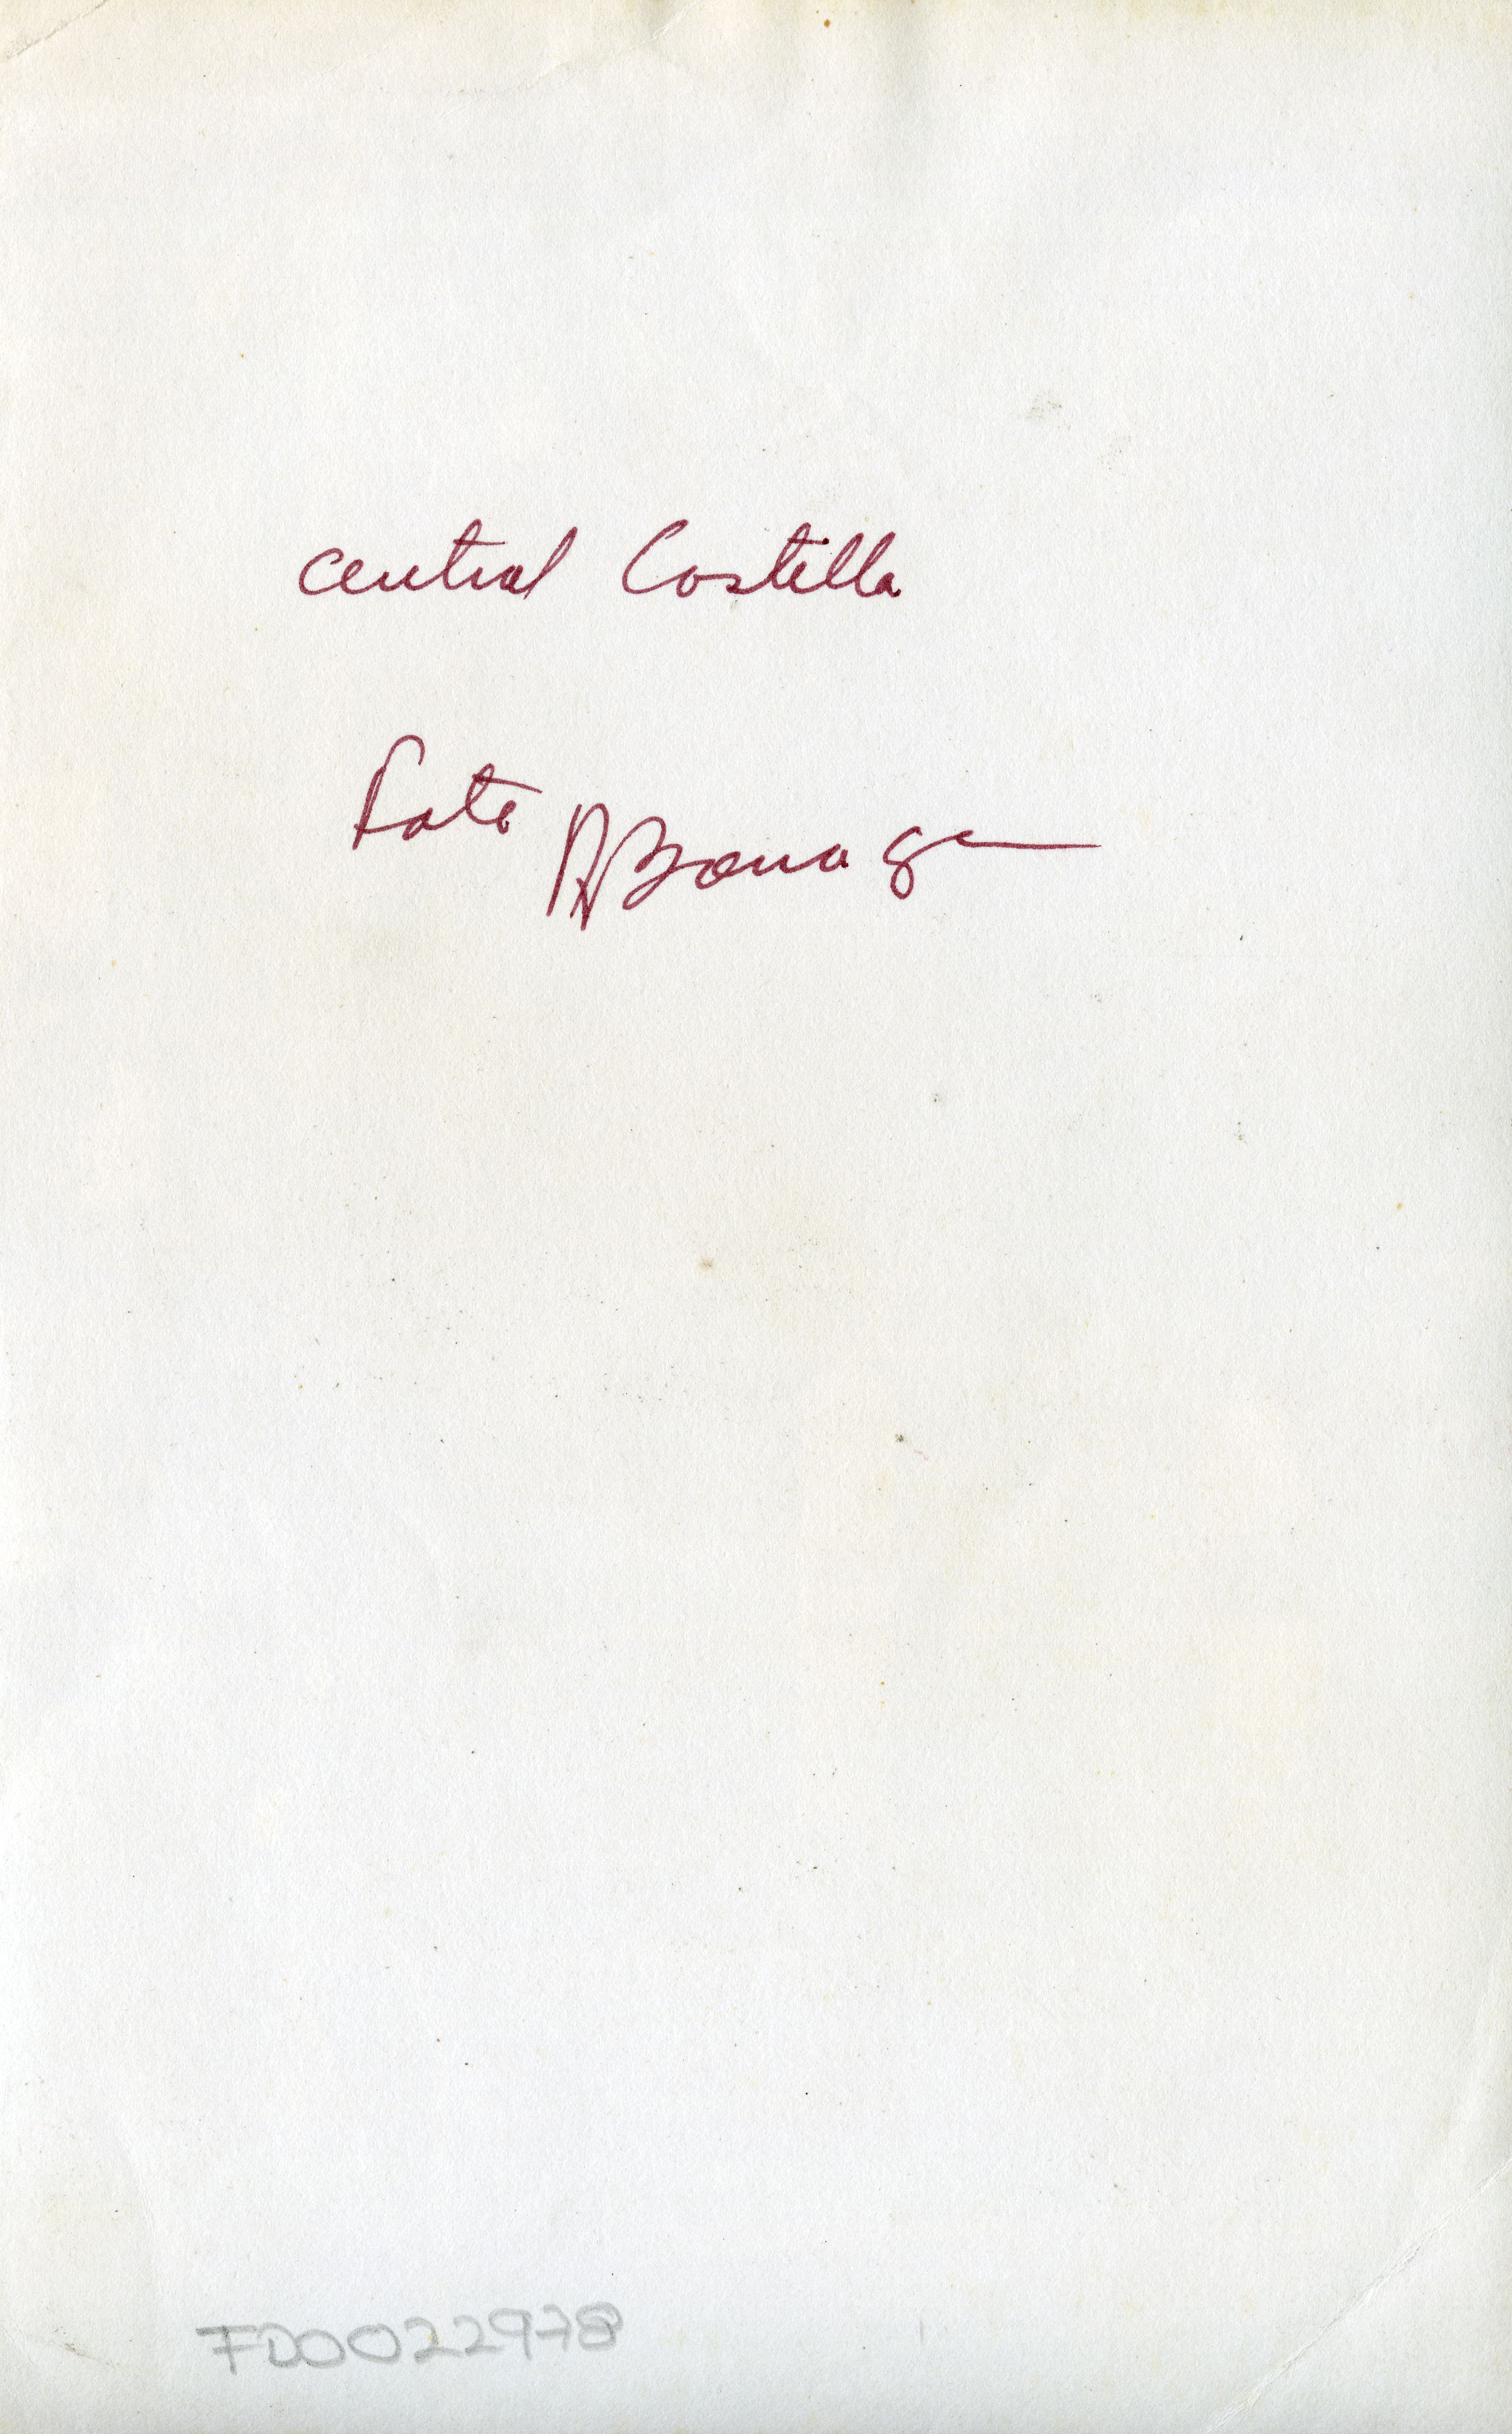 central Costilla
Foto
FD0022978